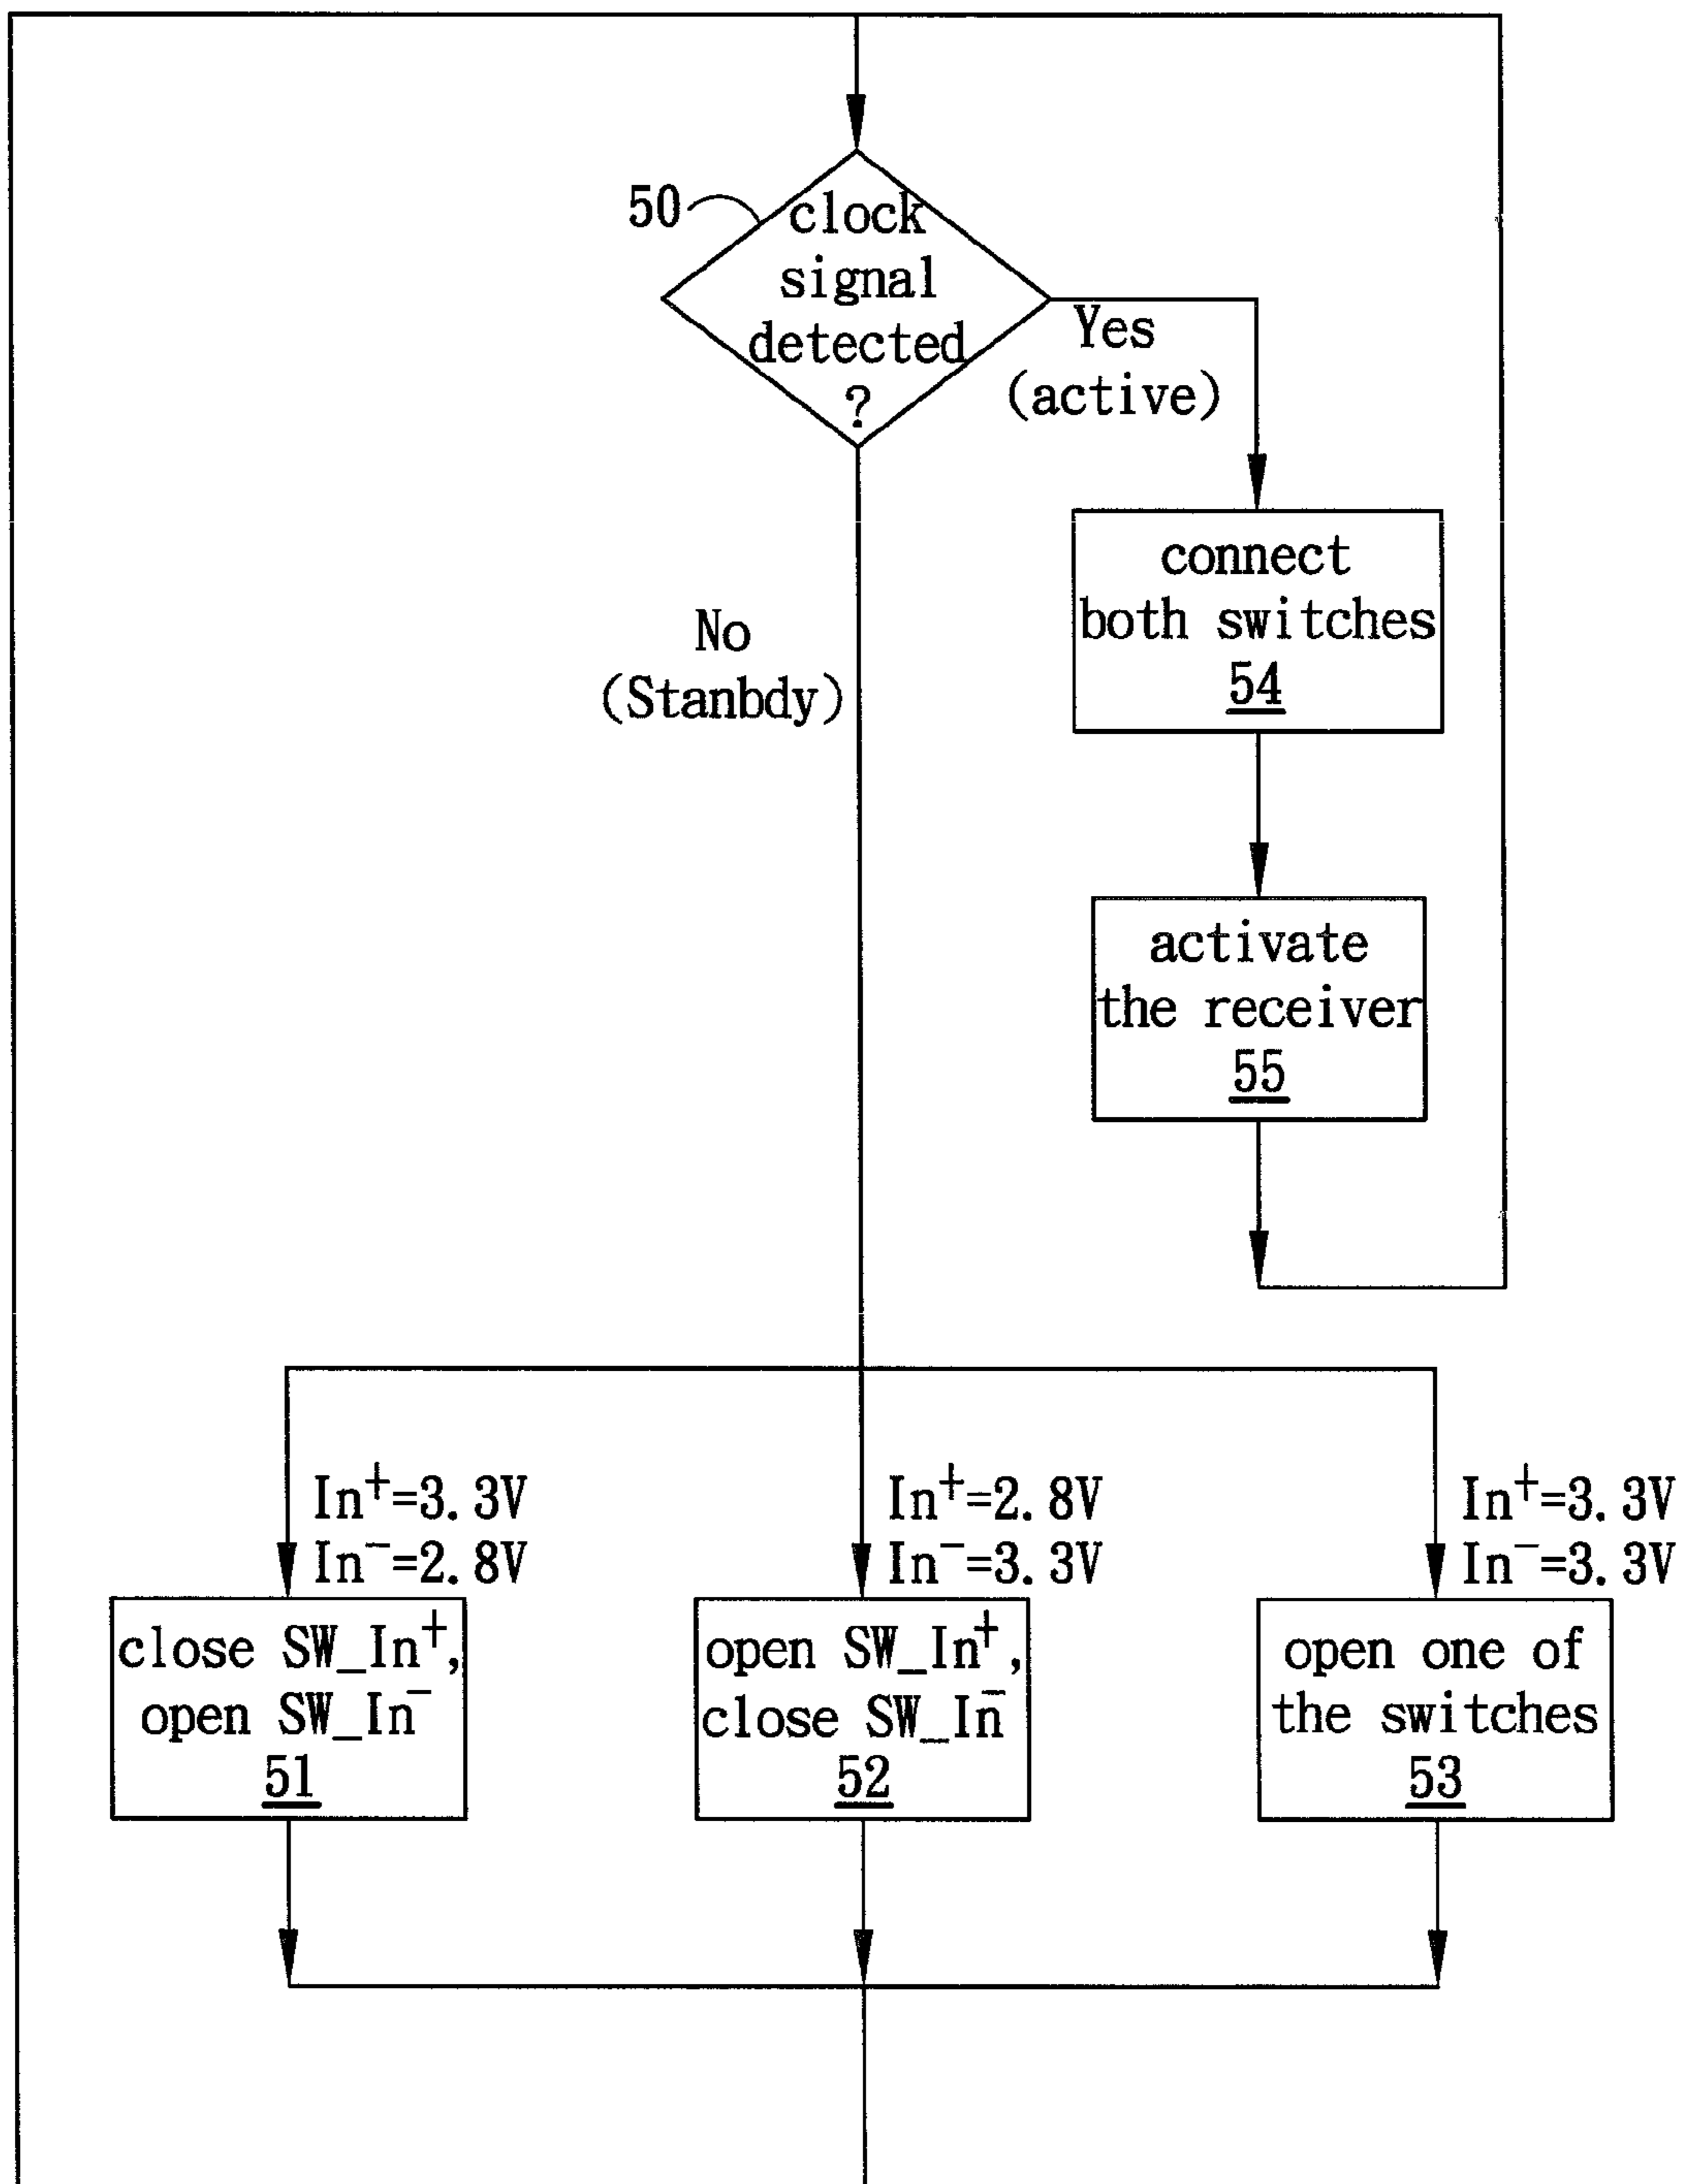 50
clock
signal
detected
?
Yes
(active)
connect
both switches
54
No
(Stanbdy)
activate
the receiver
55
In⁺=3.3V
In⁻=2.8V
In⁺=2.8V
In⁻=3.3V
In⁺=3.3V
In⁻=3.3V
close SW_In⁺,
open SW_In⁻
51
open SW_In⁺,
close SW_In⁻
52
open one of
the switches
53